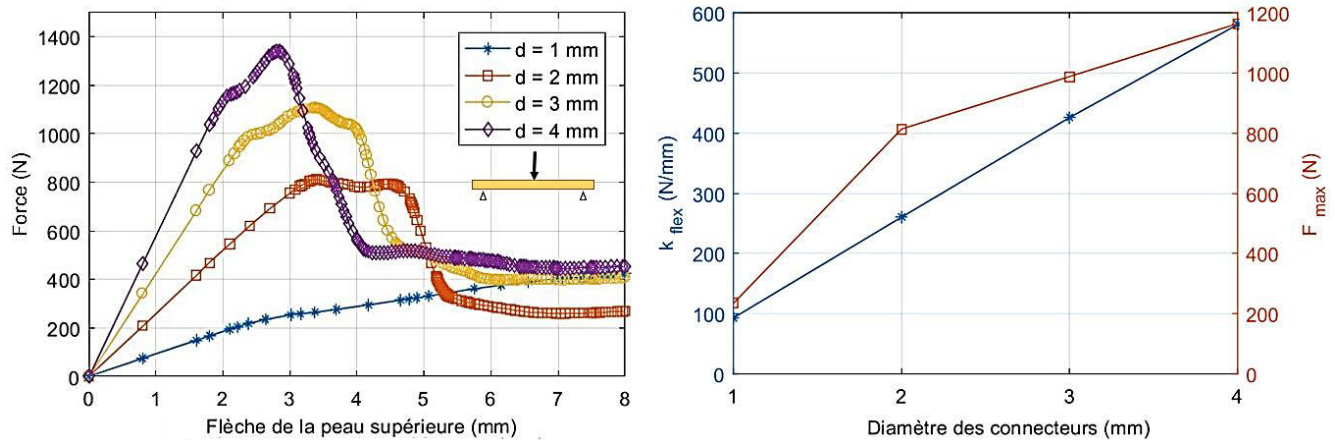 1400
1200
1000
800
600
400
200
0
Force (N)
0 1 2 3 4 5 6 7 8
Flèche de la peau supérieure (mm)
d = 1 mm
d = 2 mm
d = 3 mm
d = 4 mm
600
500
400
300
200
100
0
k flex (N/mm)
1 2 3 4
Diamètre des connecteurs (mm)
1200
1000
800
600
400
200
0
F max (N)